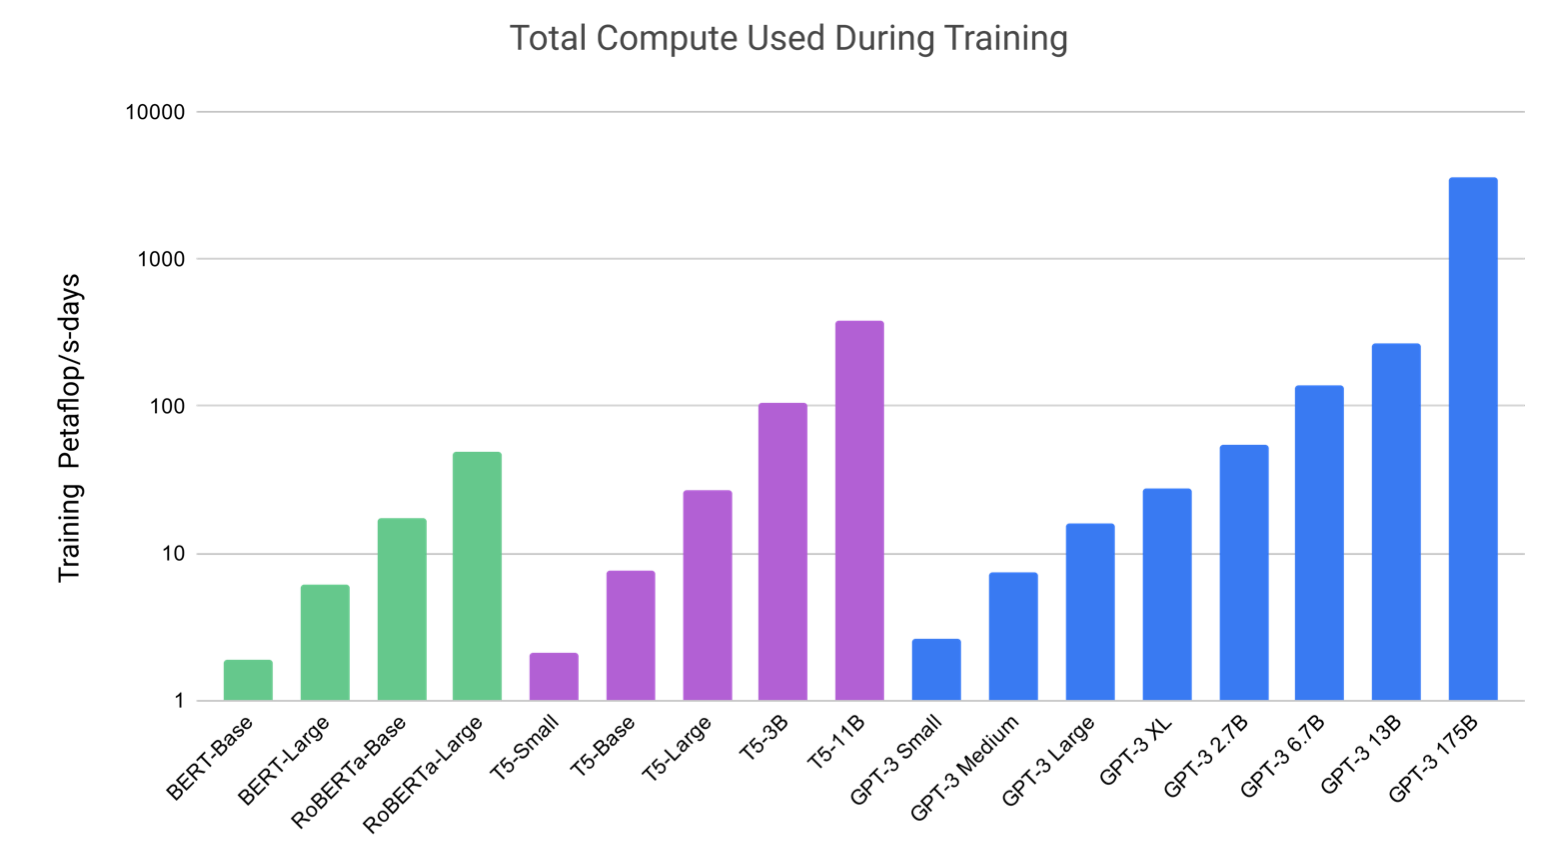 Total Compute Used During Training
Training Petaflop/s-days
10000
1000
100
10
1
BERT-Base
BERT-Large
RoBERTa-Base
RoBERTa-Large
T5-Small
T5-Base
T5-Large
T5-3B
T5-11B
GPT-3 Small
GPT-3 Medium
GPT-3 Large
GPT-3 XL
GPT-3 2.7B
GPT-3 6.7B
GPT-3 13B
GPT-3 175B